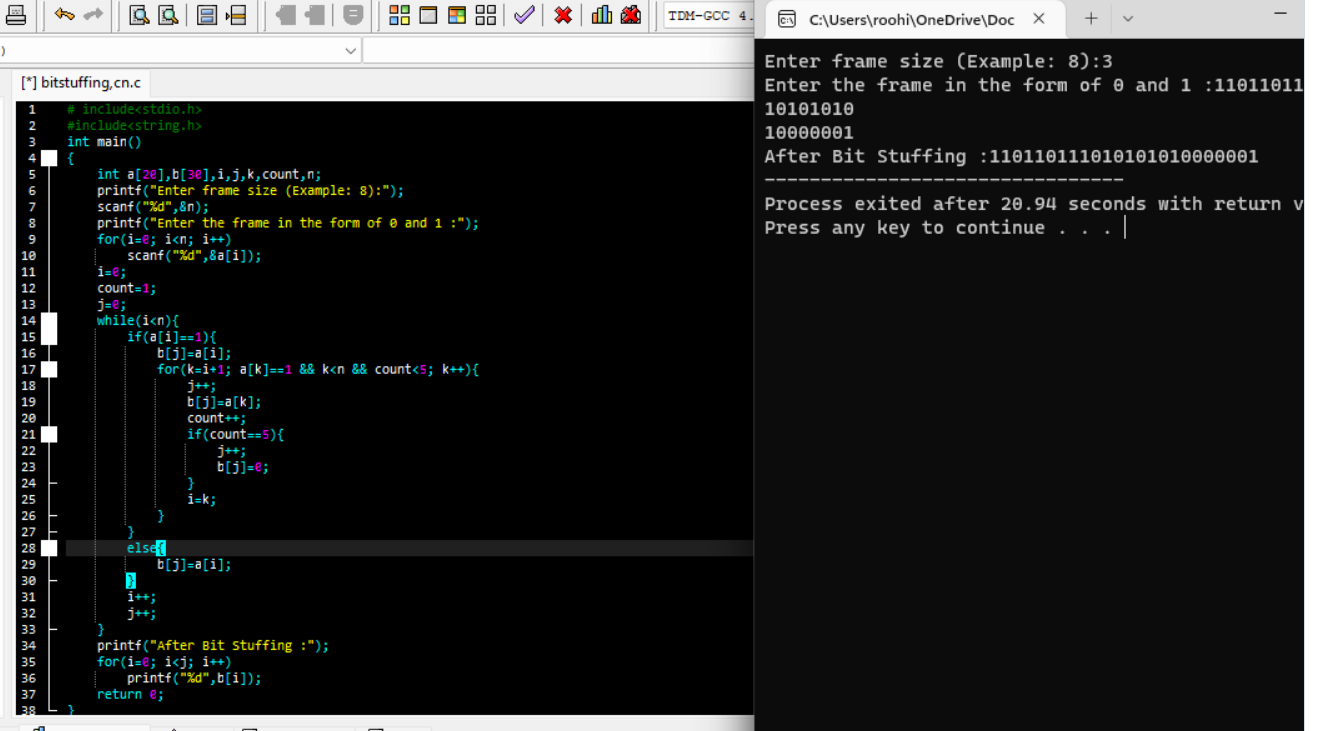 TDM-GCC 4.
)
[*] bitstuffing,cn.c
1 # include<stdio.h>
2 #include<string.h>
3 int main()
4 {
5 int a[20],b[30],i,j,k,count,n;
6 printf("Enter frame size (Example: 8):");
7 scanf("%d",&n);
8 printf("Enter the frame in the form of 0 and 1 :");
9 for(i=0; i<n; i++)
10 scanf("%d",&a[i]);
11 i=0;
12 count=1;
13 j=0;
14 while(i<n){
15 if(a[i]==1){
16 b[j]=a[i];
17 for(k=i+1; a[k]==1 && k<n && count<5; k++){
18 j++;
19 b[j]=a[k];
20 count++;
21 if(count==5){
22 j++;
23 b[j]=0;
24 }
25 i=k;
26 }
27 }
28 else{
29 b[j]=a[i];
30 }
31 i++;
32 j++;
33 }
34 printf("After Bit Stuffing :");
35 for(i=0; i<j; i++)
36 printf("%d",b[i]);
37 return 0;
38 }
C:\Users\roohi\OneDrive\Doc
Enter frame size (Example: 8):3
Enter the frame in the form of 0 and 1 :11011011
10101010
10000001
After Bit Stuffing :110110111010101010000001
--------------------------------
Process exited after 20.94 seconds with return v
Press any key to continue . . .